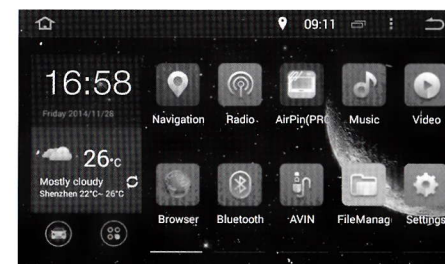 09:11
16:58
Friday 2014/11/28
26°C
Mostly cloudy
Shenzhen 22°C~ 26°C
Navigation Radio AirPin(PRO Music Video
Browser Bluetooth AVIN FileManag Settings